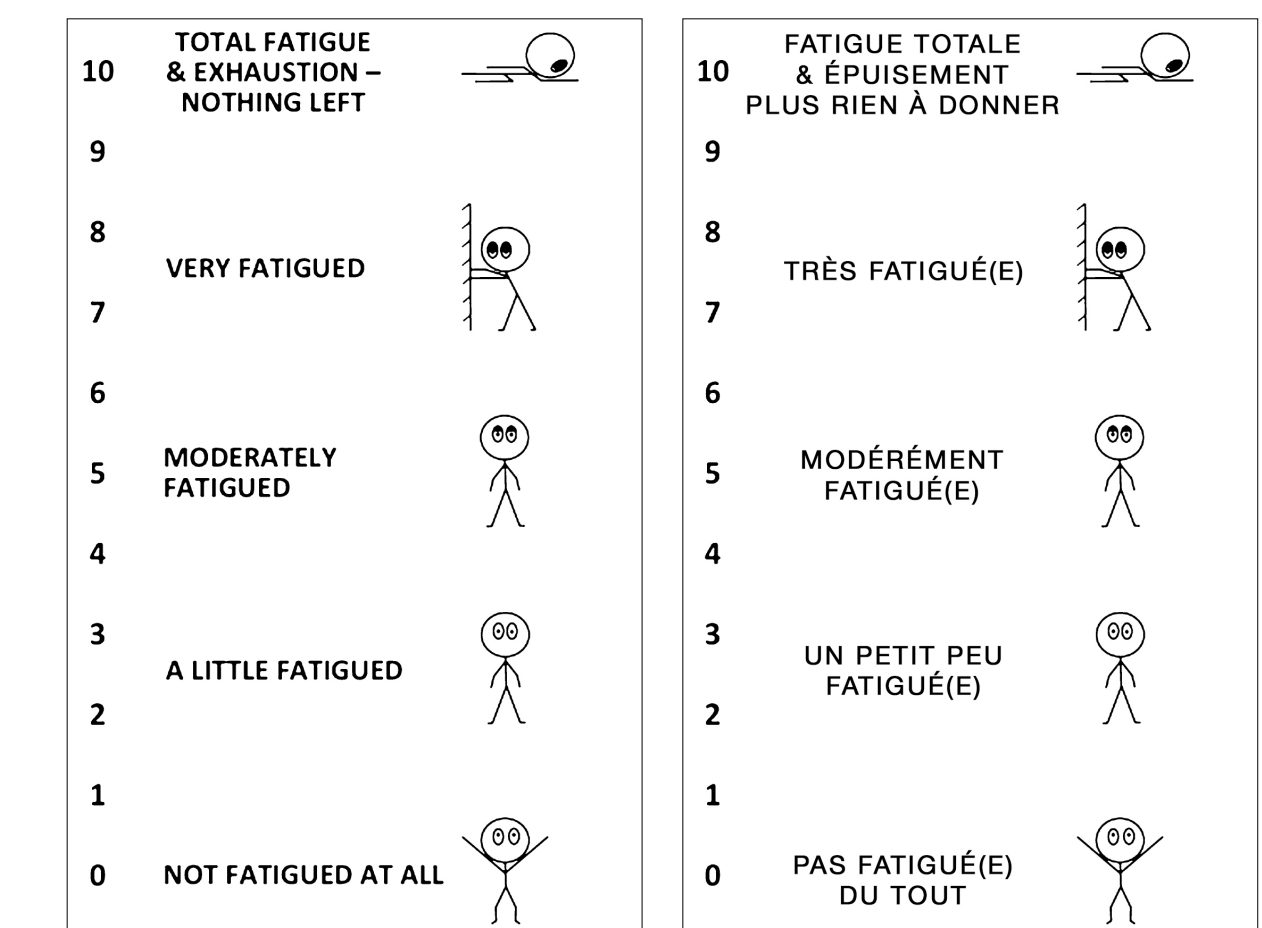 TOTAL FATIGUE
10 & EXHAUSTION –
NOTHING LEFT
9
8
VERY FATIGUED
7
6
MODERATELY
5
FATIGUED
4
3
A LITTLE FATIGUED
2
1
0 NOT FATIGUED AT ALL
FATIGUE TOTALE
10 & ÉPUISEMENT
PLUS RIEN À DONNER
9
8
TRÈS FATIGUÉ(E)
7
6
MODÉRÉMENT
5
FATIGUÉ(E)
4
3
UN PETIT PEU
FATIGUÉ(E)
2
1
PAS FATIGUÉ(E)
0
DU TOUT